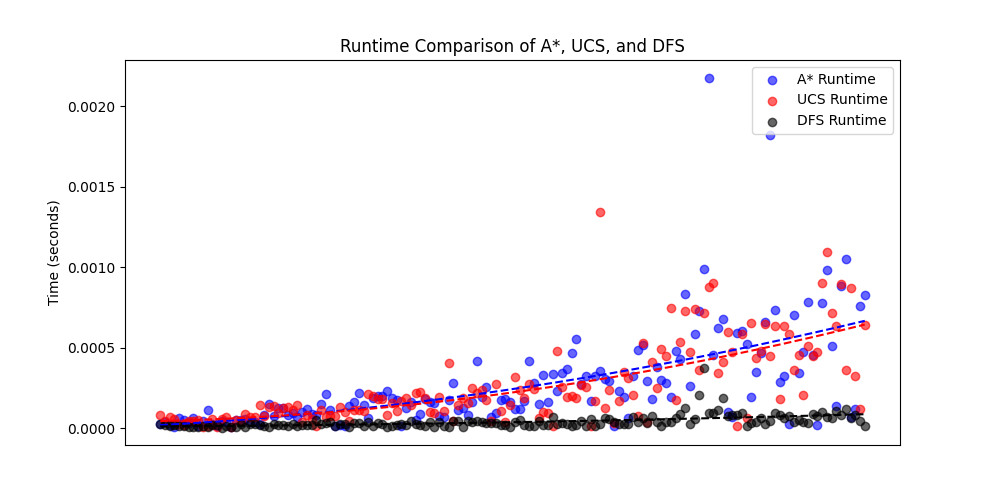 Runtime Comparison of A*, UCS, and DFS
A* Runtime
UCS Runtime
DFS Runtime
Time (seconds)
0.0020
0.0015
0.0010
0.0005
0.0000